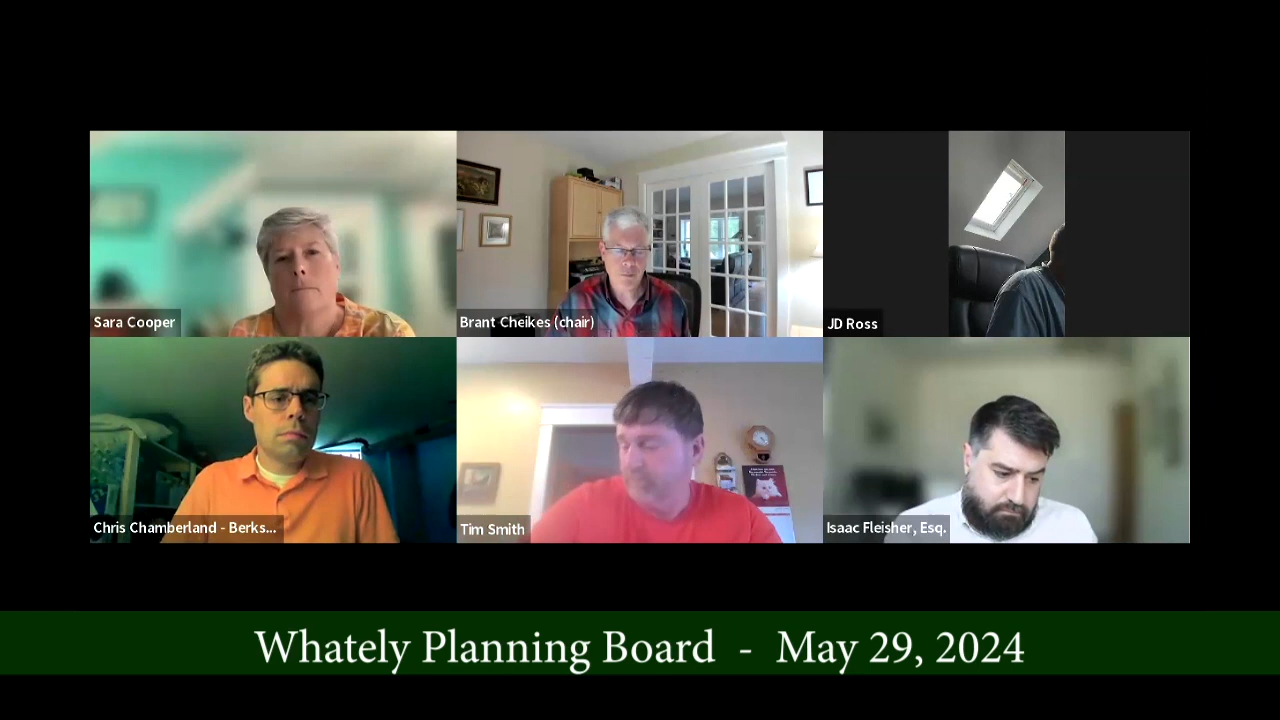 Sara Cooper
Brant Cheikes (chair)
JD Ross
Chris Chamberland - Berks...
Tim Smith
Isaac Fleisher, Esq.
Whately Planning Board - May 29, 2024